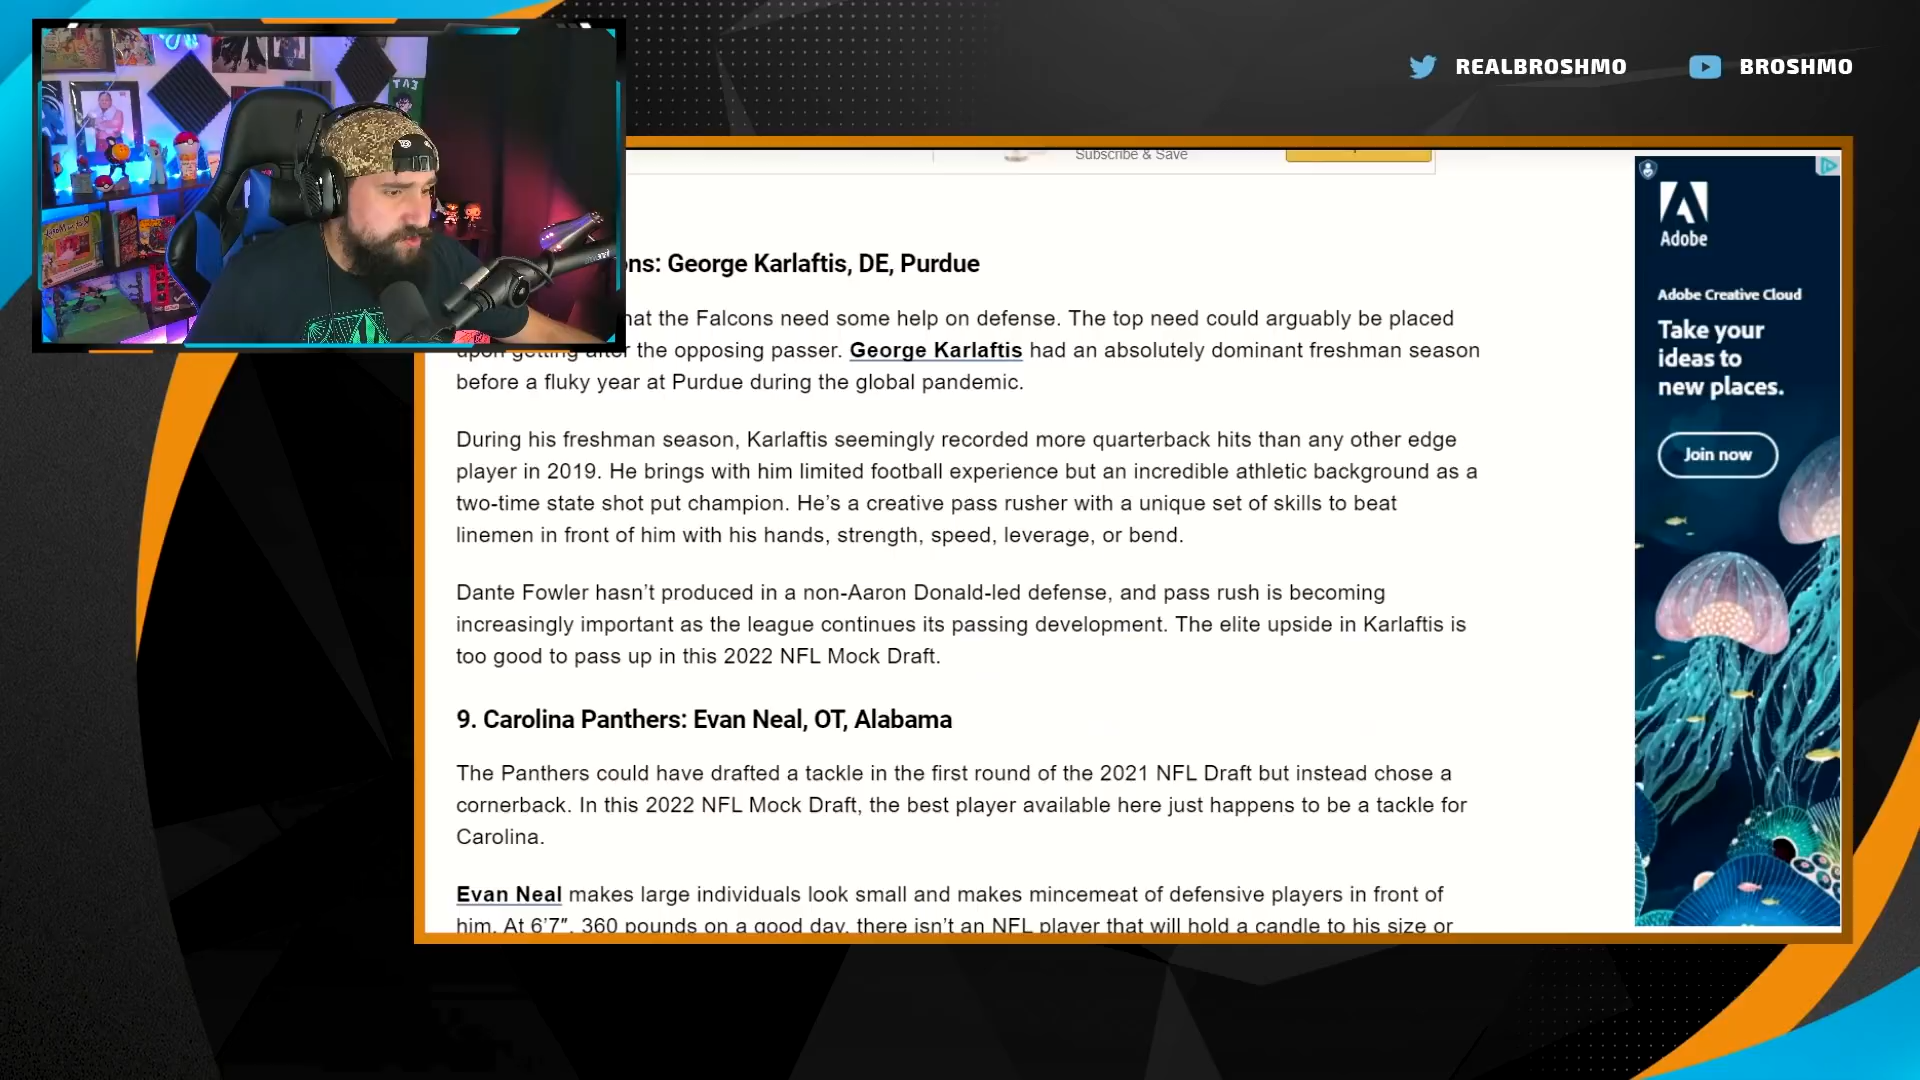 REALBROSHMO
BROSHMO
Subscribe & Save
ons: George Karlaftis, DE, Purdue
hat the Falcons need some help on defense. The top need could arguably be placed
upon getting after the opposing passer. George Karlaftis had an absolutely dominant freshman season
before a fluky year at Purdue during the global pandemic.
During his freshman season, Karlaftis seemingly recorded more quarterback hits than any other edge
player in 2019. He brings with him limited football experience but an incredible athletic background as a
two-time state shot put champion. He’s a creative pass rusher with a unique set of skills to beat
linemen in front of him with his hands, strength, speed, leverage, or bend.
Dante Fowler hasn’t produced in a non-Aaron Donald-led defense, and pass rush is becoming
increasingly important as the league continues its passing development. The elite upside in Karlaftis is
too good to pass up in this 2022 NFL Mock Draft.
9. Carolina Panthers: Evan Neal, OT, Alabama
The Panthers could have drafted a tackle in the first round of the 2021 NFL Draft but instead chose a
cornerback. In this 2022 NFL Mock Draft, the best player available here just happens to be a tackle for
Carolina.
Evan Neal makes large individuals look small and makes mincemeat of defensive players in front of
him. At 6’7″, 360 pounds on a good day, there isn’t an NFL player that will hold a candle to his size or
Adobe
Adobe Creative Cloud
Take your
ideas to
new places.
Join now